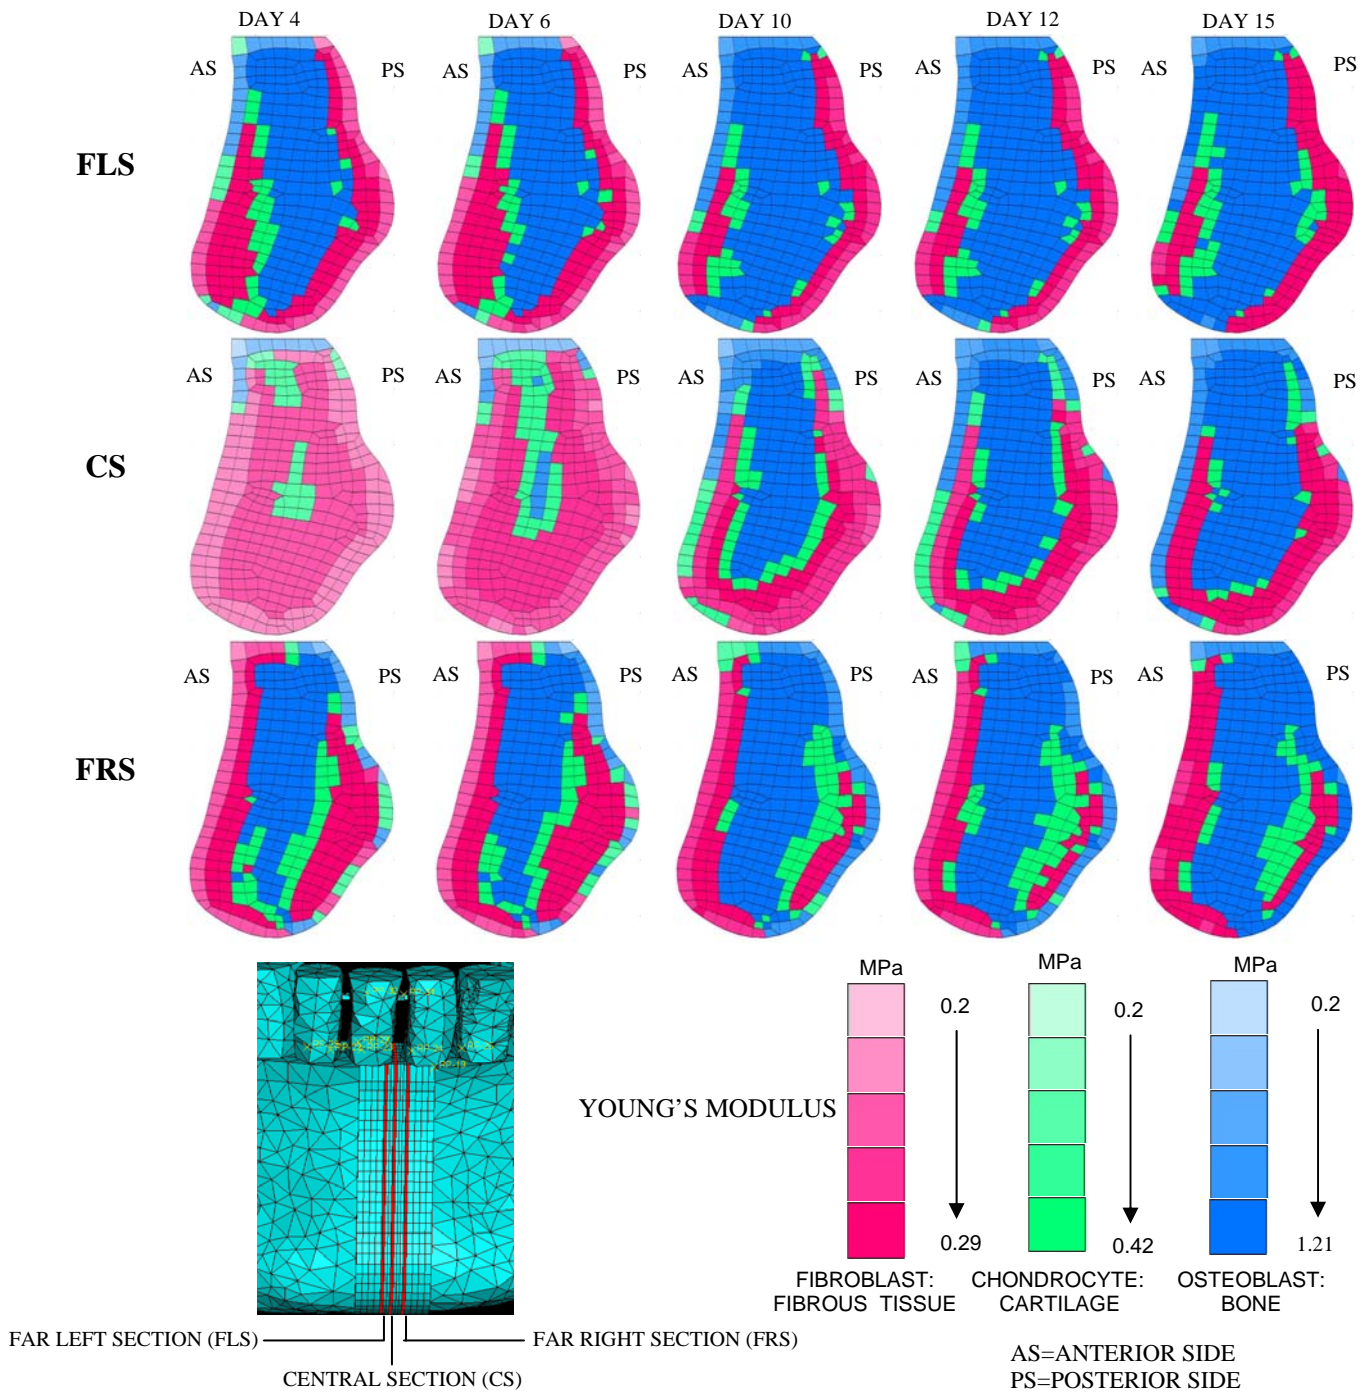 DAY 4 DAY 6 DAY 10 DAY 12 DAY 15
AS PS AS PS AS PS AS PS AS PS
FLS
AS PS AS PS AS PS AS PS AS PS
CS
AS PS AS PS AS PS AS PS AS PS
FRS
MPa MPa MPa
0.2 0.2 0.2
YOUNG'S MODULUS
0.29 0.42 1.21
FIBROBLAST: CHONDROCYTE: OSTEOBLAST:
FIBROUS TISSUE CARTILAGE BONE
FAR LEFT SECTION (FLS) FAR RIGHT SECTION (FRS)
CENTRAL SECTION (CS)
AS=ANTERIOR SIDE
PS=POSTERIOR SIDE